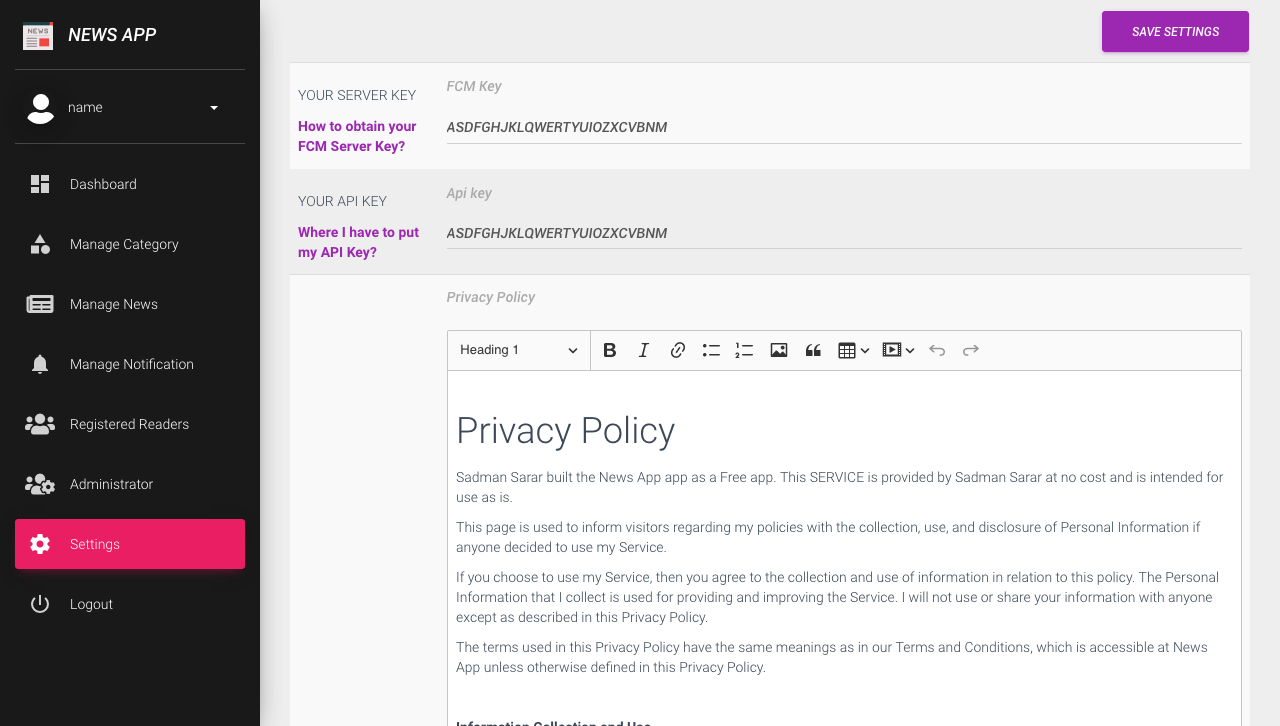 NEWS
NEWS APP
name
Dashboard
Manage Category
Manage News
Manage Notification
Registered Readers
Administrator
Settings
Logout
SAVE SETTINGS
YOUR SERVER KEY
How to obtain your
FCM Server Key?
FCM Key
ASDFGHJKLQWERTYUIOZXCVBNM
YOUR API KEY
Where I have to put
my API Key?
Api key
ASDFGHJKLQWERTYUIOZXCVBNM
Privacy Policy
Heading 1
Privacy Policy
Sadman Sarar built the News App app as a Free app. This SERVICE is provided by Sadman Sarar at no cost and is intended for
use as is.
This page is used to inform visitors regarding my policies with the collection, use, and disclosure of Personal Information if
anyone decided to use my Service.
If you choose to use my Service, then you agree to the collection and use of information in relation to this policy. The Personal
Information that I collect is used for providing and improving the Service. I will not use or share your information with anyone
except as described in this Privacy Policy.
The terms used in this Privacy Policy have the same meanings as in our Terms and Conditions, which is accessible at News
App unless otherwise defined in this Privacy Policy.
Information Collection and Use